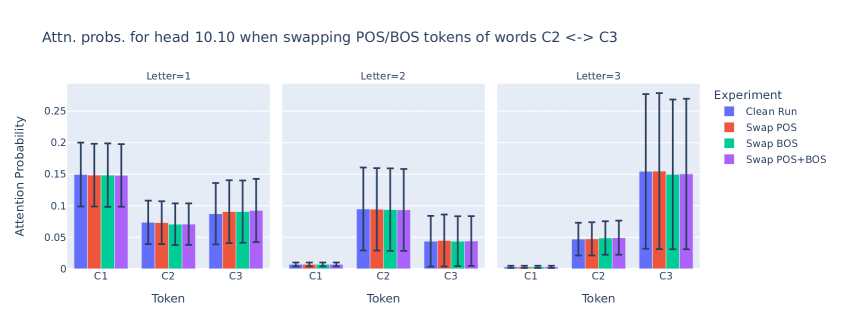 Attn. probs. for head 10.10 when swapping POS/BOS tokens of words C2 <-> C3
Letter=1
Letter=2
Letter=3
Experiment
Clean Run
Swap POS
Swap BOS
Swap POS+BOS
Attention Probability
0.25
0.2
0.15
0.1
0.05
0
C1
C2
C3
C1
C2
C3
C1
C2
C3
Token
Token
Token